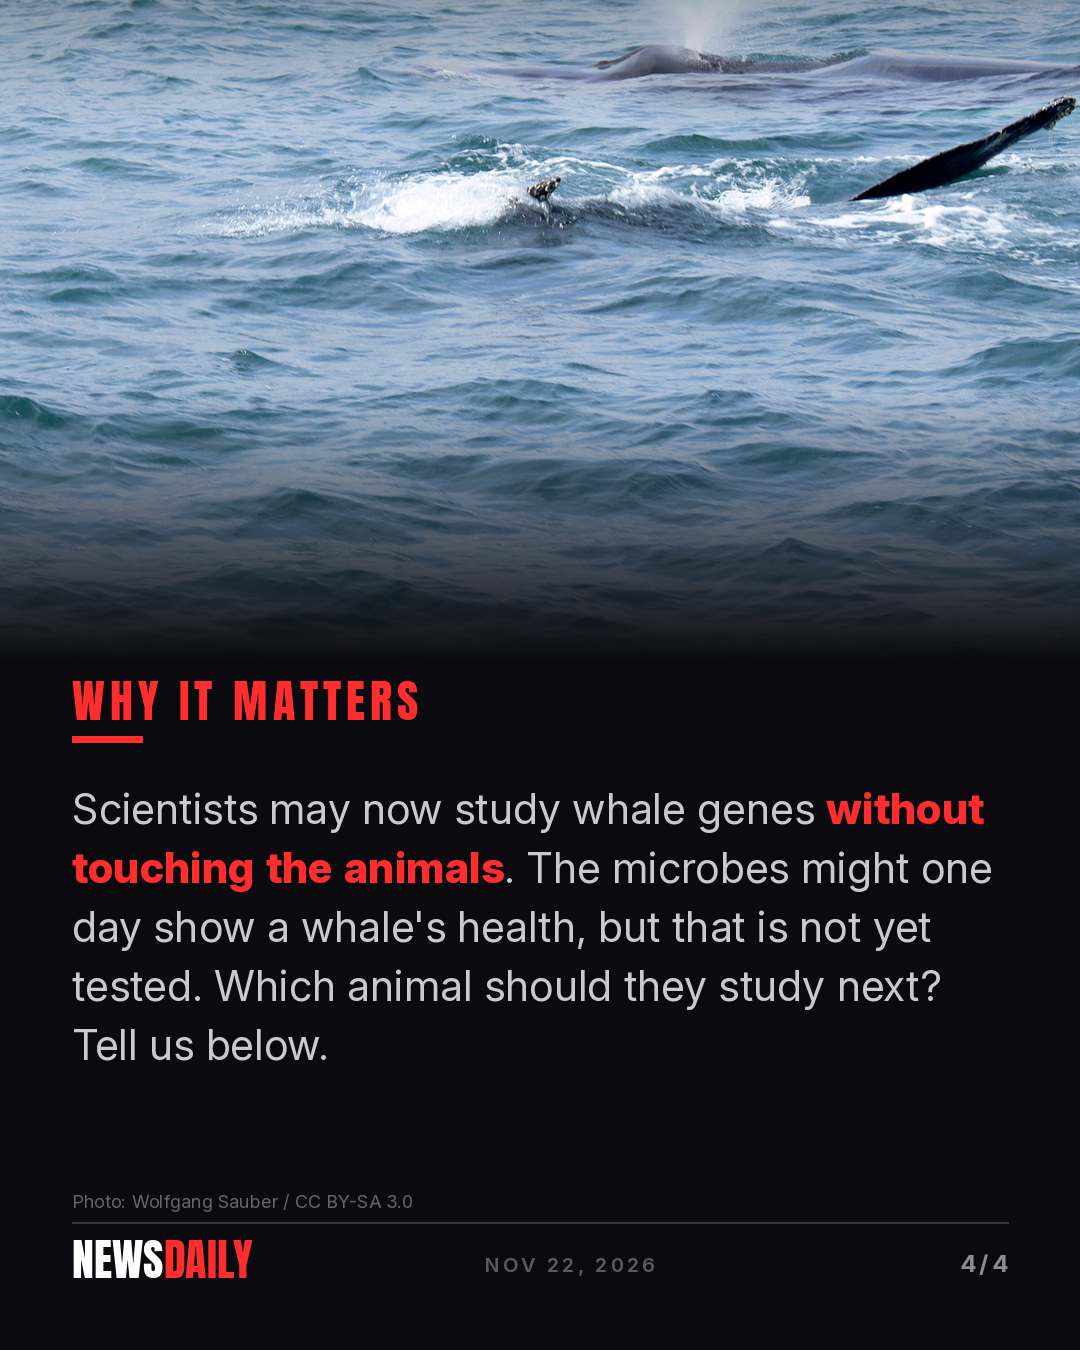 WHY IT MATTERS
Scientists may now study whale genes without
touching the animals. The microbes might one
day show a whale's health, but that is not yet
tested. Which animal should they study next?
Tell us below.
Photo: Wolfgang Sauber / CC BY-SA 3.0
NEWSDAILY
NOV 22, 2026
4/4